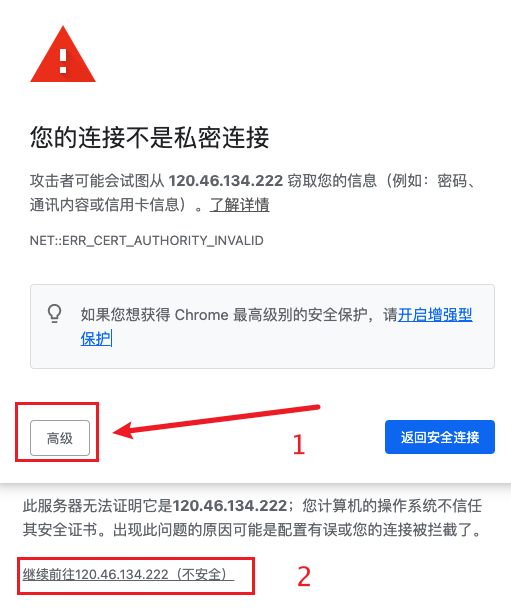 您的连接不是私密连接
攻击者可能会试图从 120.46.134.222 窃取您的信息（例如：密码、
通讯内容或信用卡信息）。了解详情
NET::ERR_CERT_AUTHORITY_INVALID
如果您想获得 Chrome 最高级别的安全保护，请开启增强型
保护
高级
1
返回安全连接
此服务器无法证明它是120.46.134.222；您计算机的操作系统不信任
其安全证书。出现此问题的原因可能是配置有误或您的连接被拦截了。
继续前往120.46.134.222（不安全）
2